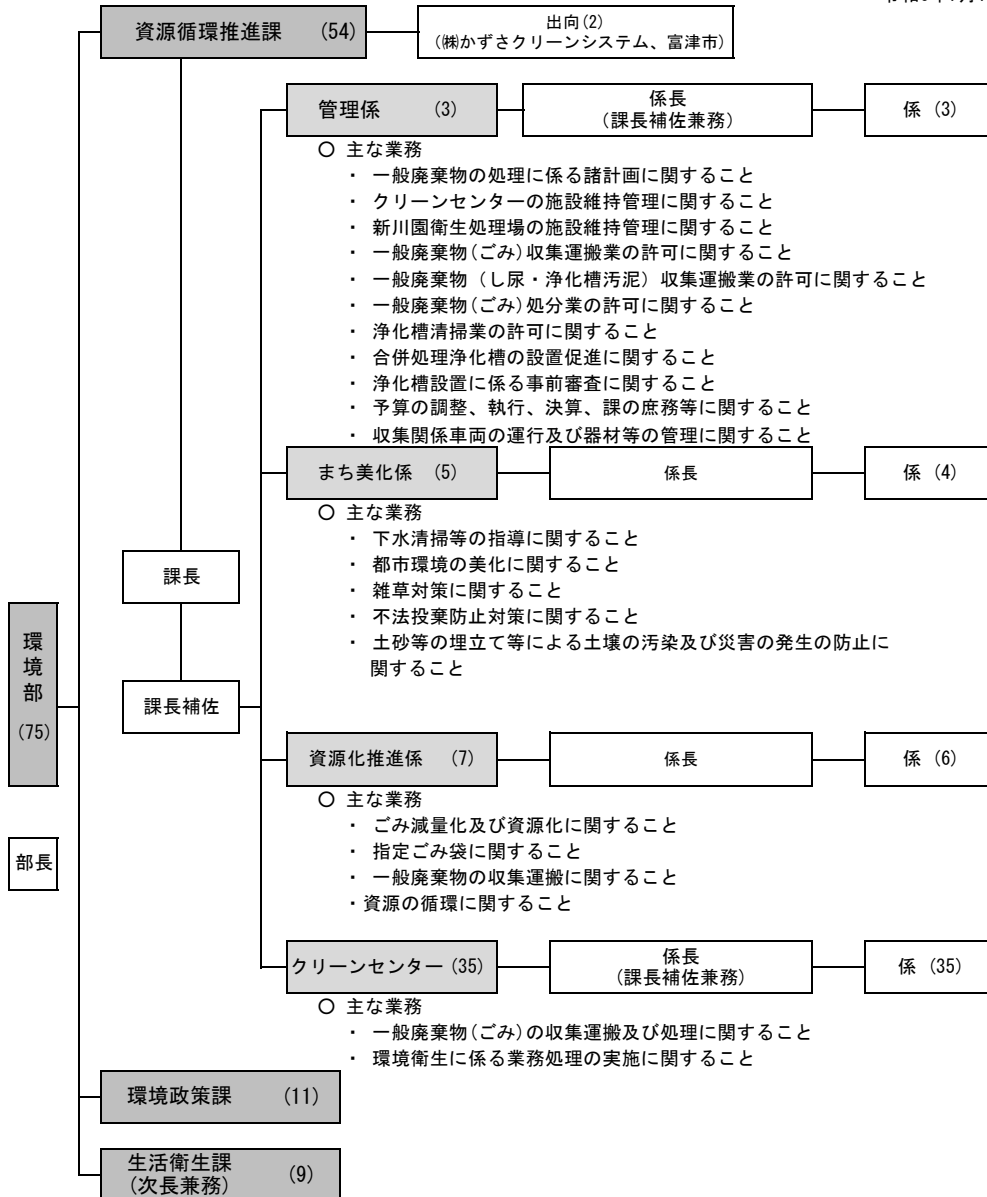 資源循環推進課 (54)
出向(2)
(㈱かずさクリーンシステム、富津市)
管理係 (3)
係長
(課長補佐兼務)
係 (3)
○ 主な業務
・ 一般廃棄物の処理に係る諸計画に関すること
・ クリーンセンターの施設維持管理に関すること
・ 新川園衛生処理場の施設維持管理に関すること
・ 一般廃棄物(ごみ)収集運搬業の許可に関すること
・ 一般廃棄物（し尿・浄化槽汚泥）収集運搬業の許可に関すること
・ 一般廃棄物(ごみ)処分業の許可に関すること
・ 浄化槽清掃業の許可に関すること
・ 合併処理浄化槽の設置促進に関すること
・ 浄化槽設置に係る事前審査に関すること
・ 予算の調整、執行、決算、課の庶務等に関すること
・ 収集関係車両の運行及び器材等の管理に関すること
まち美化係 (5)
係長
係 (4)
○ 主な業務
・ 下水清掃等の指導に関すること
・ 都市環境の美化に関すること
・ 雑草対策に関すること
・ 不法投棄防止対策に関すること
・ 土砂等の埋立て等による土壌の汚染及び災害の発生の防止に
関すること
課長
課長補佐
環境部
(75)
部長
資源化推進係 (7)
係長
係 (6)
○ 主な業務
・ ごみ減量化及び資源化に関すること
・ 指定ごみ袋に関すること
・ 一般廃棄物の収集運搬に関すること
・資源の循環に関すること
クリーンセンター (35)
係長
(課長補佐兼務)
係 (35)
○ 主な業務
・ 一般廃棄物(ごみ)の収集運搬及び処理に関すること
・ 環境衛生に係る業務処理の実施に関すること
環境政策課 (11)
生活衛生課
(次長兼務)
(9)